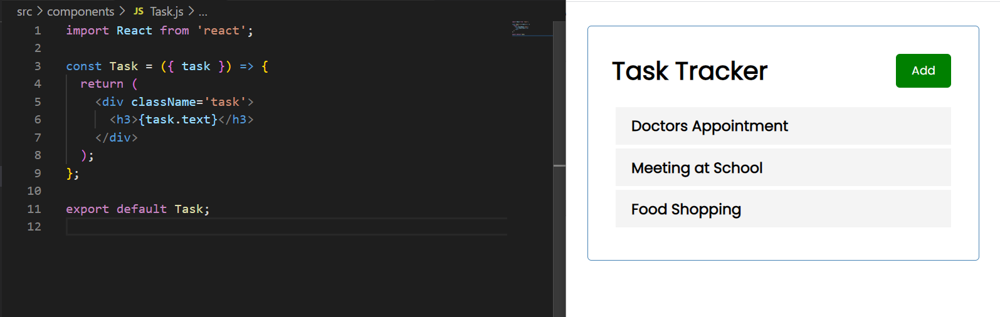 src > components > JS Task.js > ...
1 import React from 'react';
2
3 const Task = ({ task }) => {
4 return (
5 <div className='task'>
6 <h3>{task.text}</h3>
7 </div>
8 );
9 };
10
11 export default Task;
12
Task Tracker
Add
Doctors Appointment
Meeting at School
Food Shopping